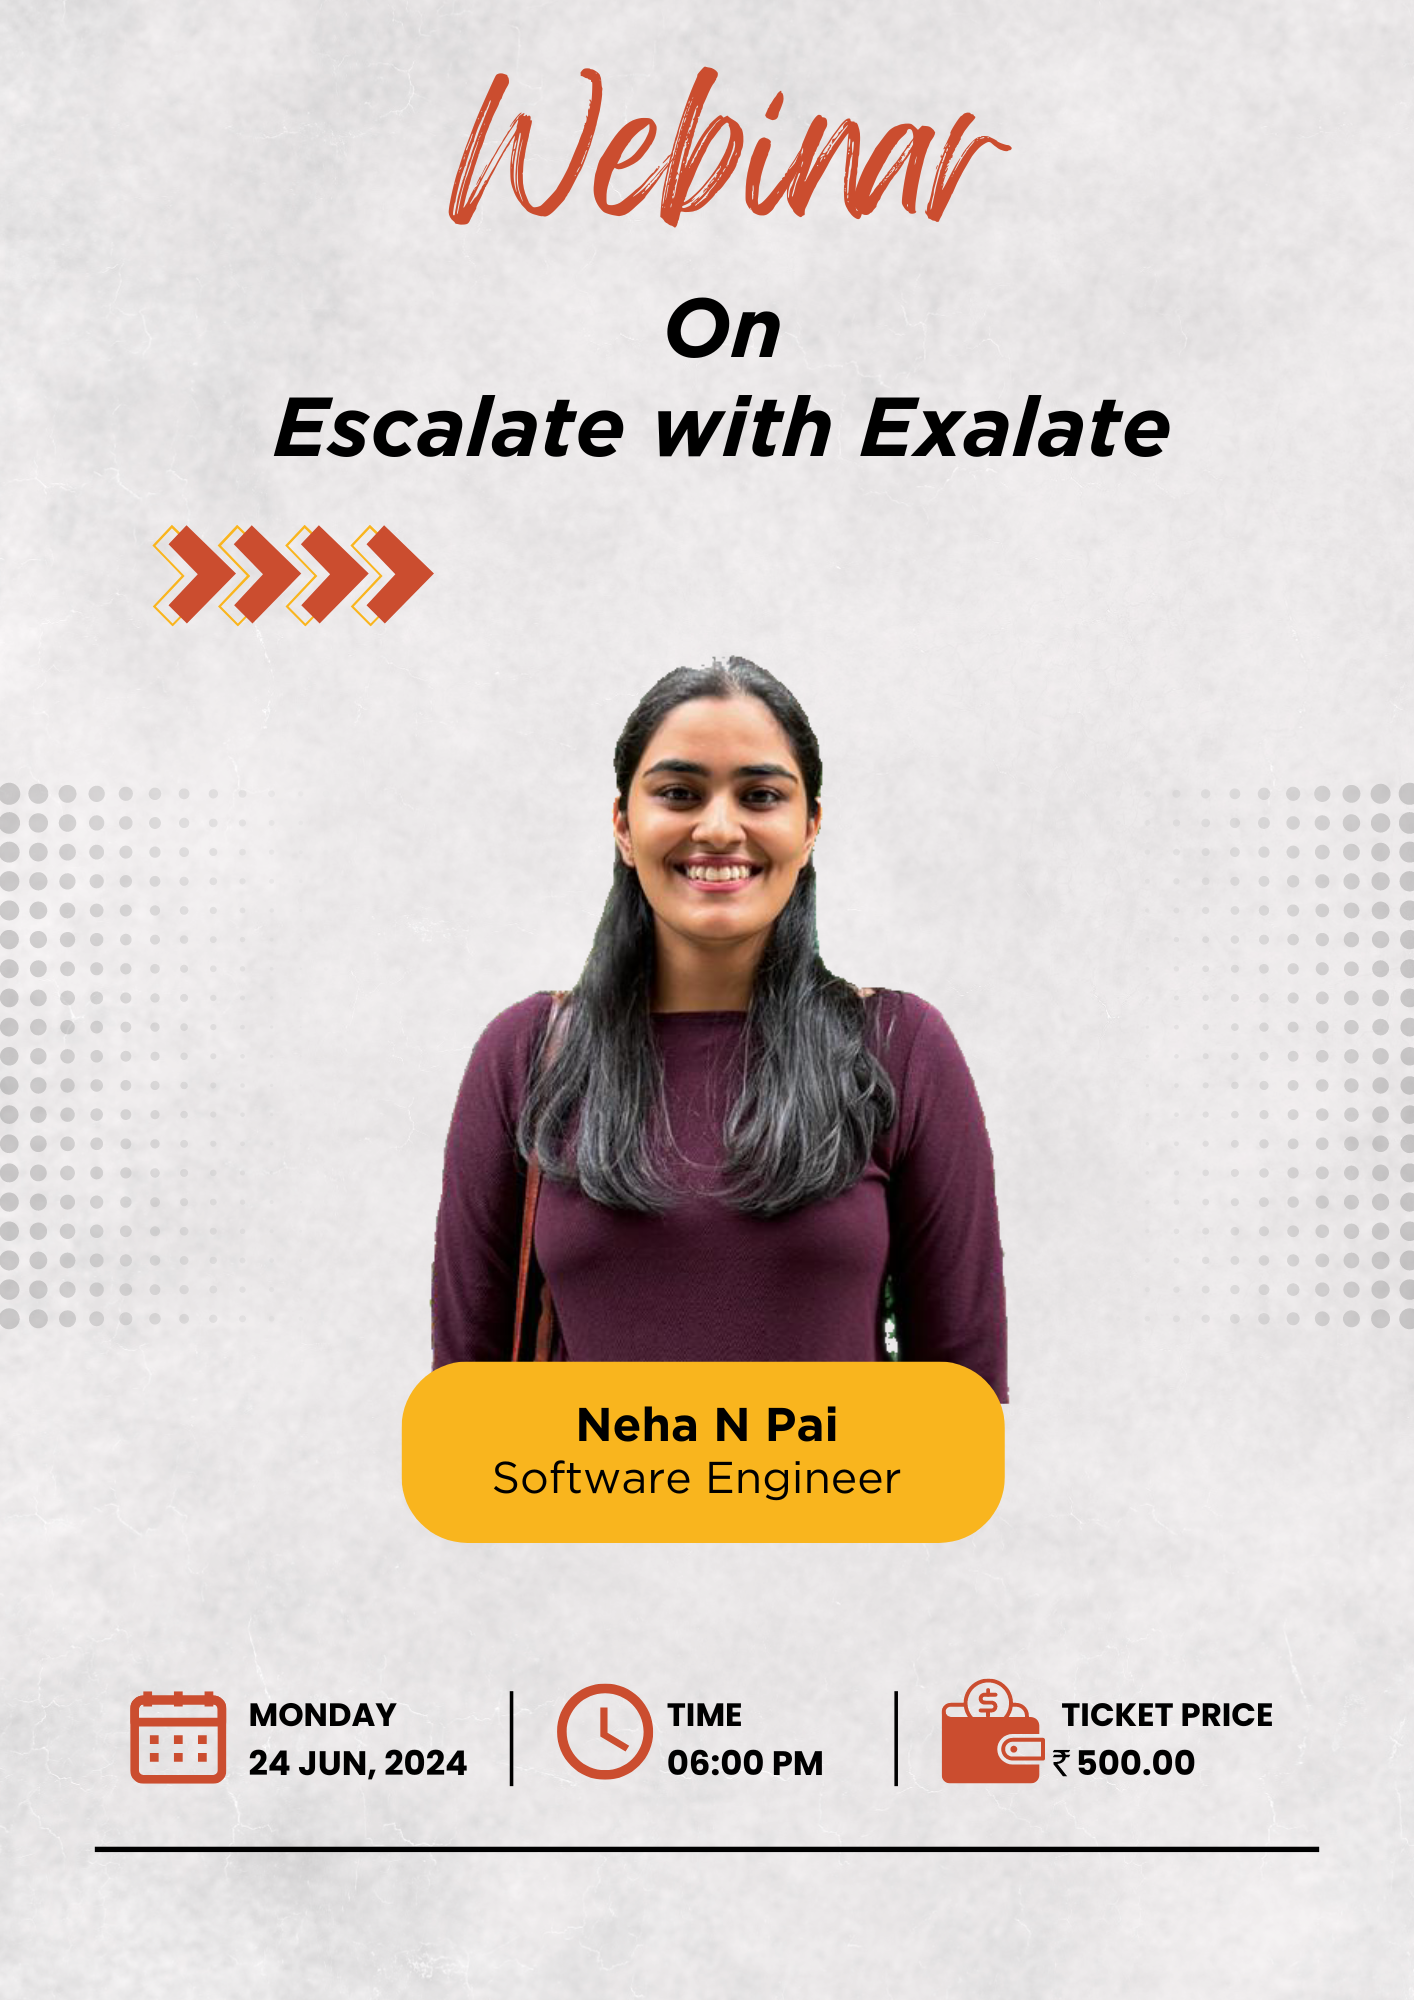 Webinar
On
Escalate with Exalate
Neha N Pai
Software Engineer
MONDAY
24 JUN, 2024
TIME
06:00 PM
TICKET PRICE
₹ 500.00